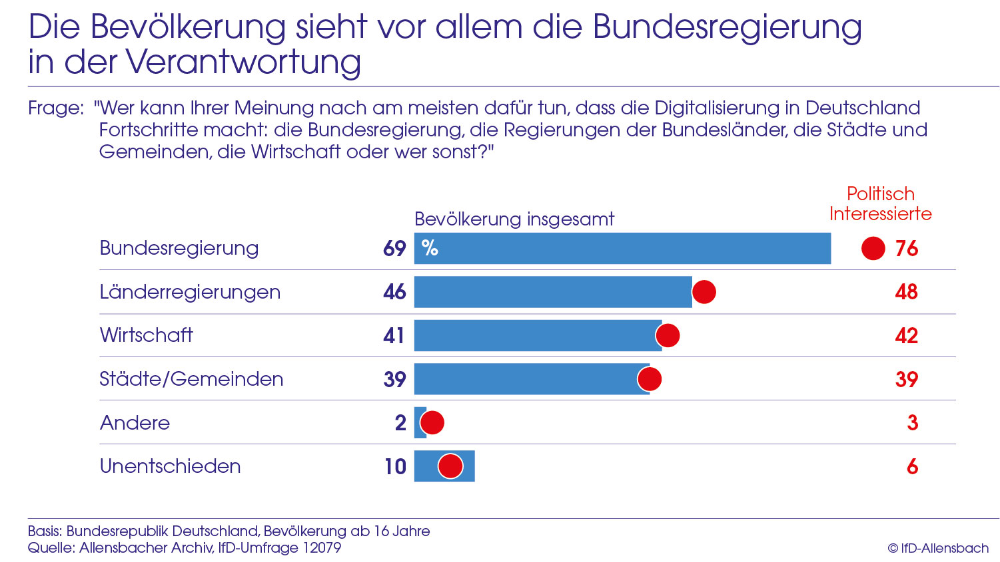 Die Bevölkerung sieht vor allem die Bundesregierung
in der Verantwortung
Frage: "Wer kann Ihrer Meinung nach am meisten dafür tun, dass die Digitalisierung in Deutschland
Fortschritte macht: die Bundesregierung, die Regierungen der Bundesländer, die Städte und
Gemeinden, die Wirtschaft oder wer sonst?"
Politisch
Interessierte
Bevölkerung insgesamt
Bundesregierung 69 % 76
Länderregierungen 46 48
Wirtschaft 41 42
Städte/Gemeinden 39 39
Andere 2 3
Unentschieden 10 6
Basis: Bundesrepublik Deutschland, Bevölkerung ab 16 Jahre
Quelle: Allensbacher Archiv, IfD-Umfrage 12079
© IfD-Allensbach